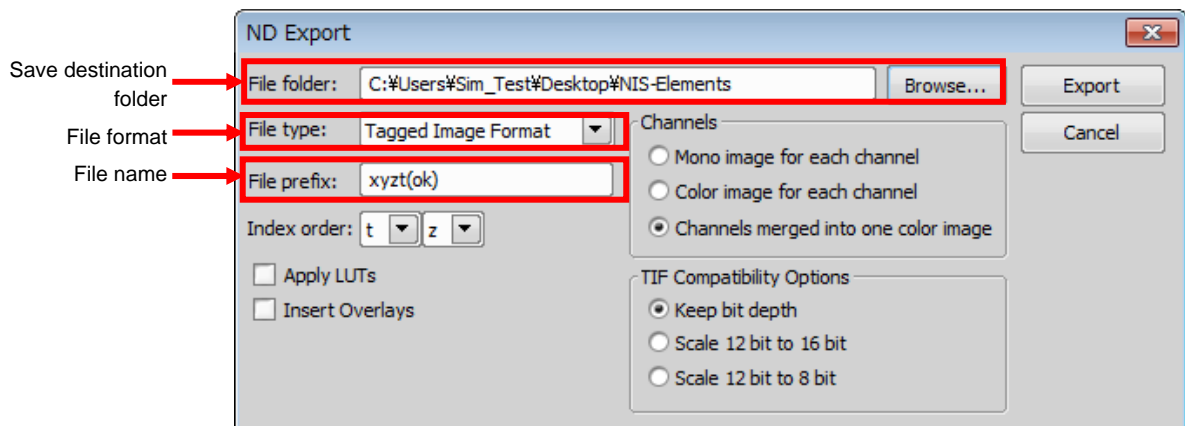 ND Export
Save destination
folder
File folder: C:¥Users¥Sim_Test¥Desktop¥NIS-Elements Browse... Export
File format
File type: Tagged Image Format Channels Cancel
Mono image for each channel
File name
File prefix: xyzt(ok) Color image for each channel
Index order: t z Channels merged into one color image
Apply LUTs TIF Compatibility Options
Insert Overlays Keep bit depth
Scale 12 bit to 16 bit
Scale 12 bit to 8 bit